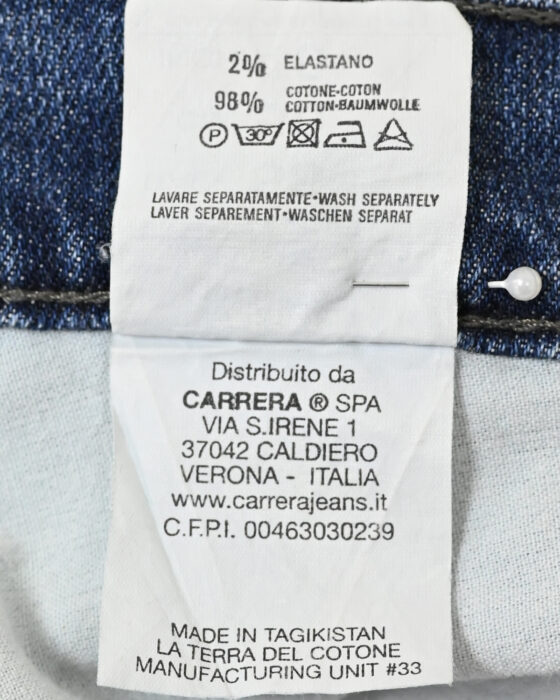 2% ELASTANO
98% COTONE-COTON
COTTON-BAUMWOLLE
P 30°
LAVARE SEPARATAMENTE•WASH SEPARATELY
LAVER SEPAREMENT•WASCHEN SEPARAT
Distribuito da
CARRERA ® SPA
VIA S.IRENE 1
37042 CALDIERO
VERONA - ITALIA
www.carrerajeans.it
C.F.P.I. 00463030239
MADE IN TAGIKISTAN
LA TERRA DEL COTONE
MANUFACTURING UNIT #33